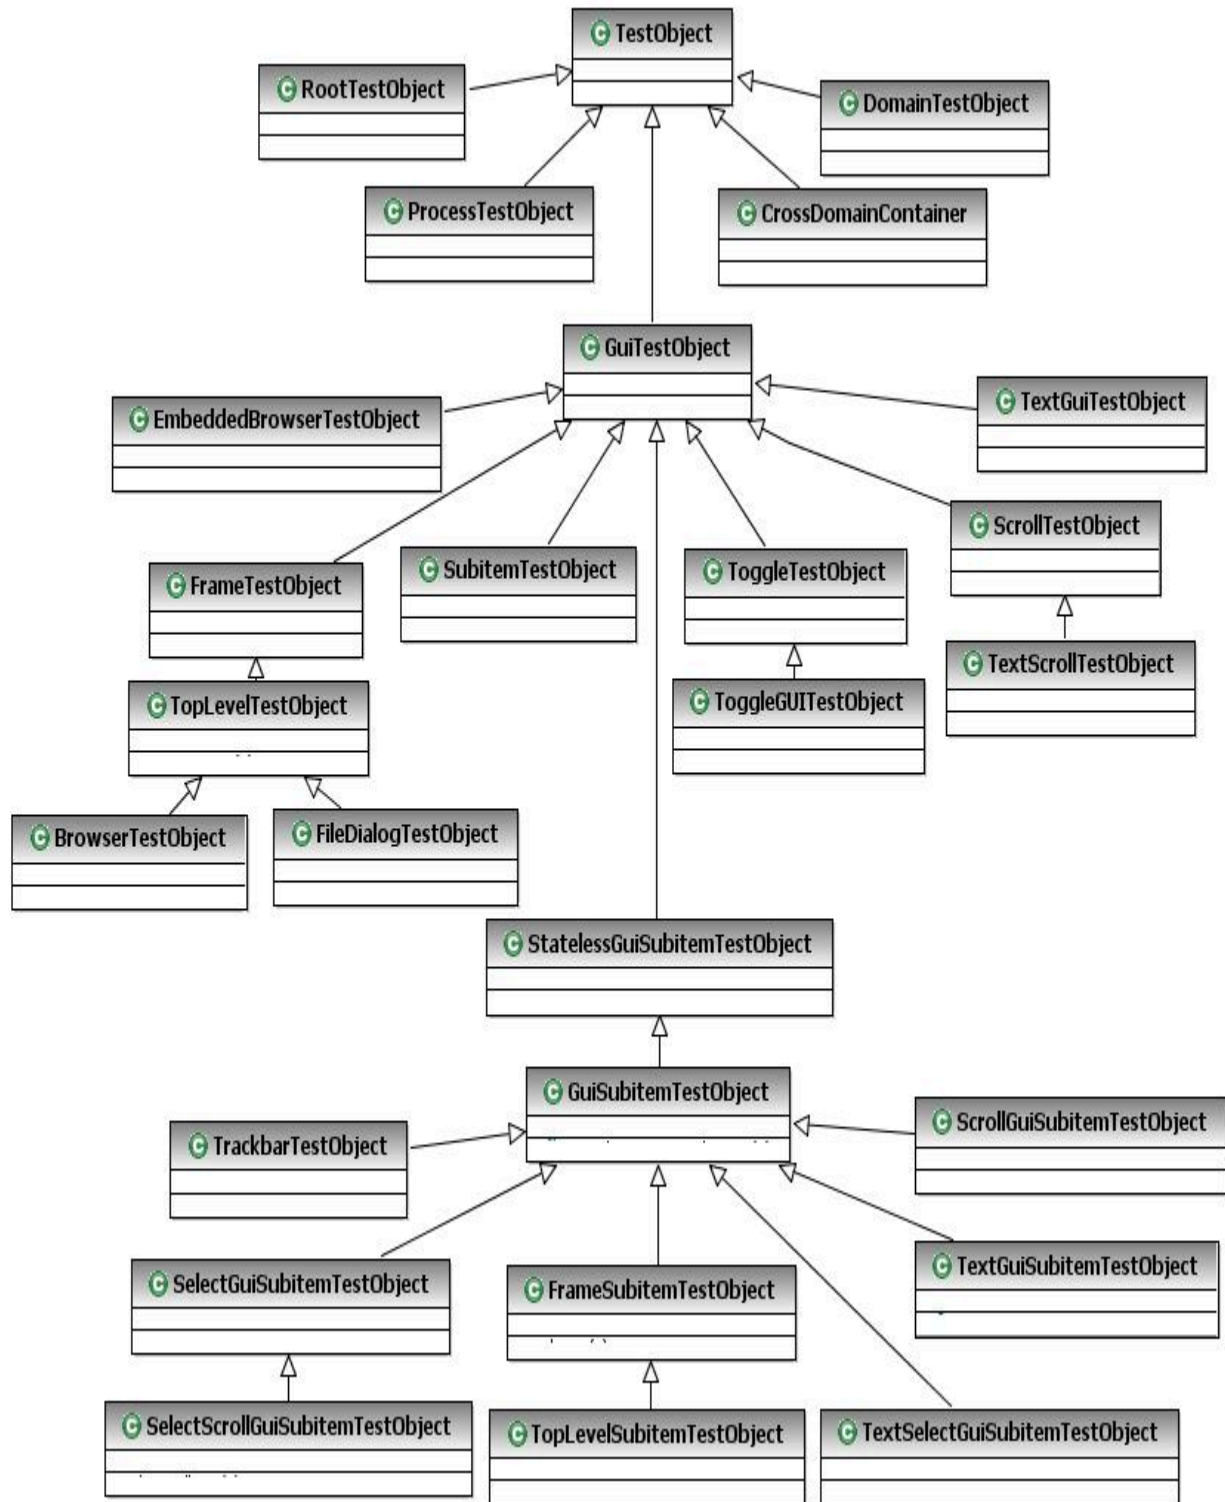 TestObject
RootTestObject
DomainTestObject
ProcessTestObject
CrossDomainContainer
GuiTestObject
EmbeddedBrowserTestObject
TextGuiTestObject
ScrollTestObject
FrameTestObject
SubitemTestObject
ToggleTestObject
TextScrollTestObject
TopLevelTestObject
ToggleGUITestObject
BrowserTestObject
FileDialogTestObject
StatelessGuiSubitemTestObject
GuiSubitemTestObject
ScrollGuiSubitemTestObject
TrackbarTestObject
TextGuiSubitemTestObject
SelectGuiSubitemTestObject
FrameSubitemTestObject
SelectScrollGuiSubitemTestObject
TopLevelSubitemTestObject
TextSelectGuiSubitemTestObject